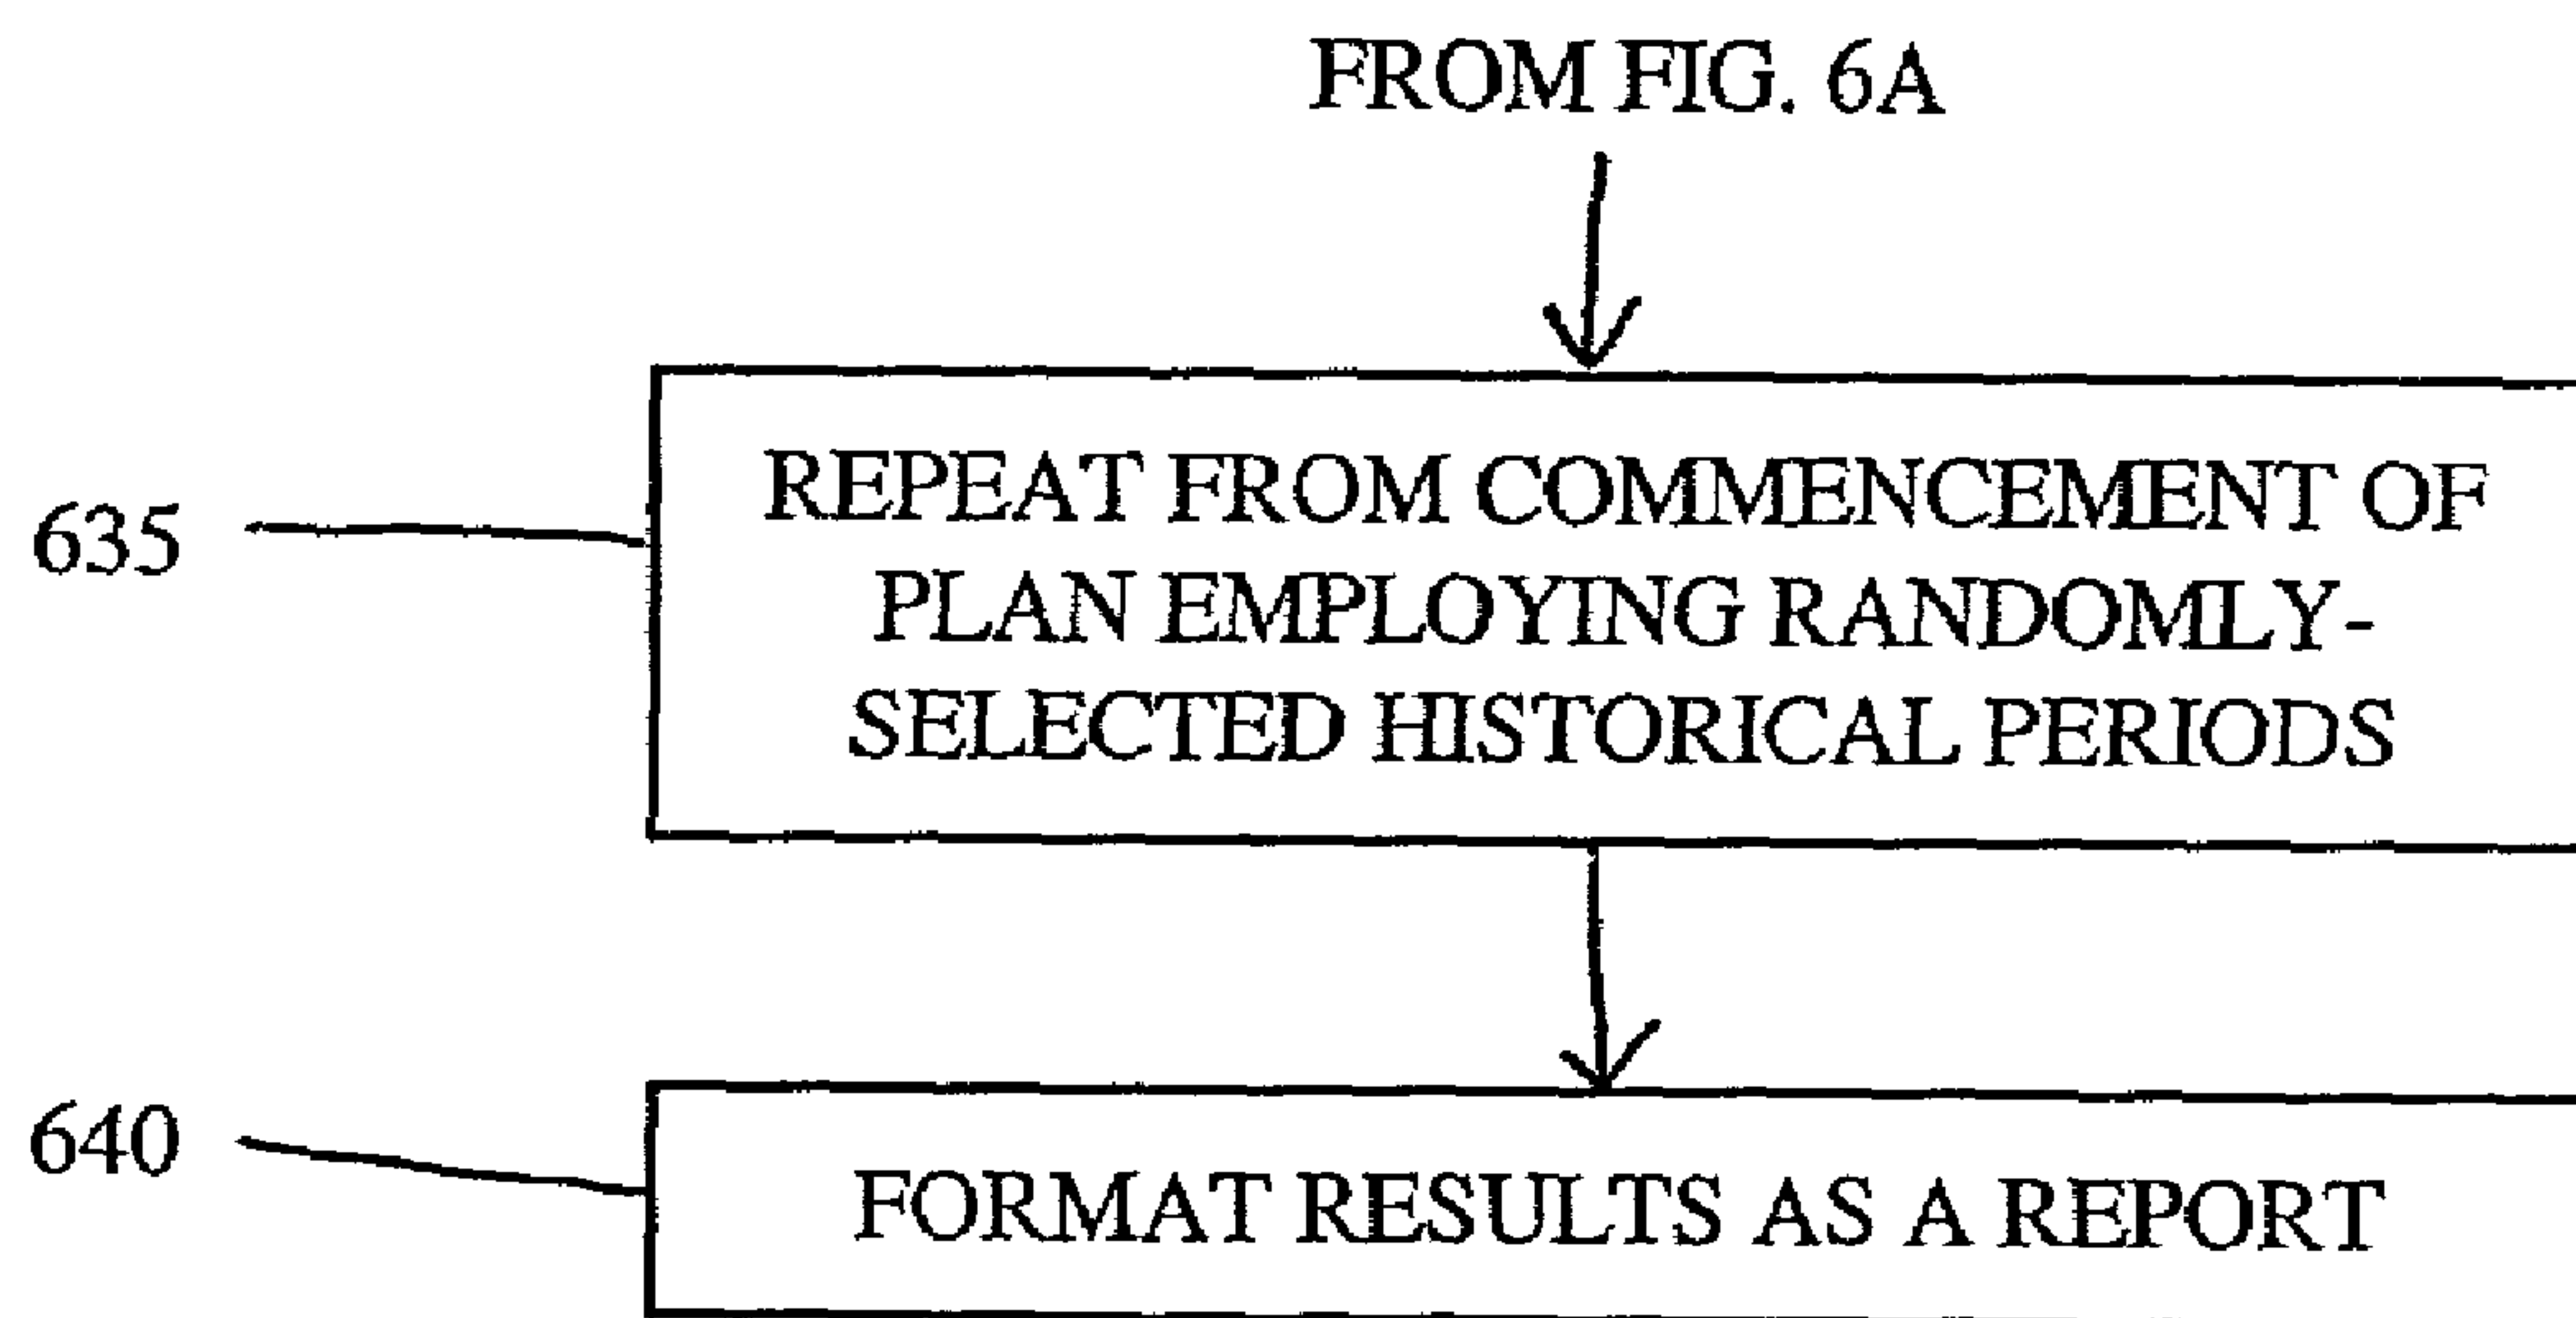 FROM FIG. 6A
635
REPEAT FROM COMMENCEMENT OF
PLAN EMPLOYING RANDOMLY-
SELECTED HISTORICAL PERIODS
640
FORMAT RESULTS AS A REPORT